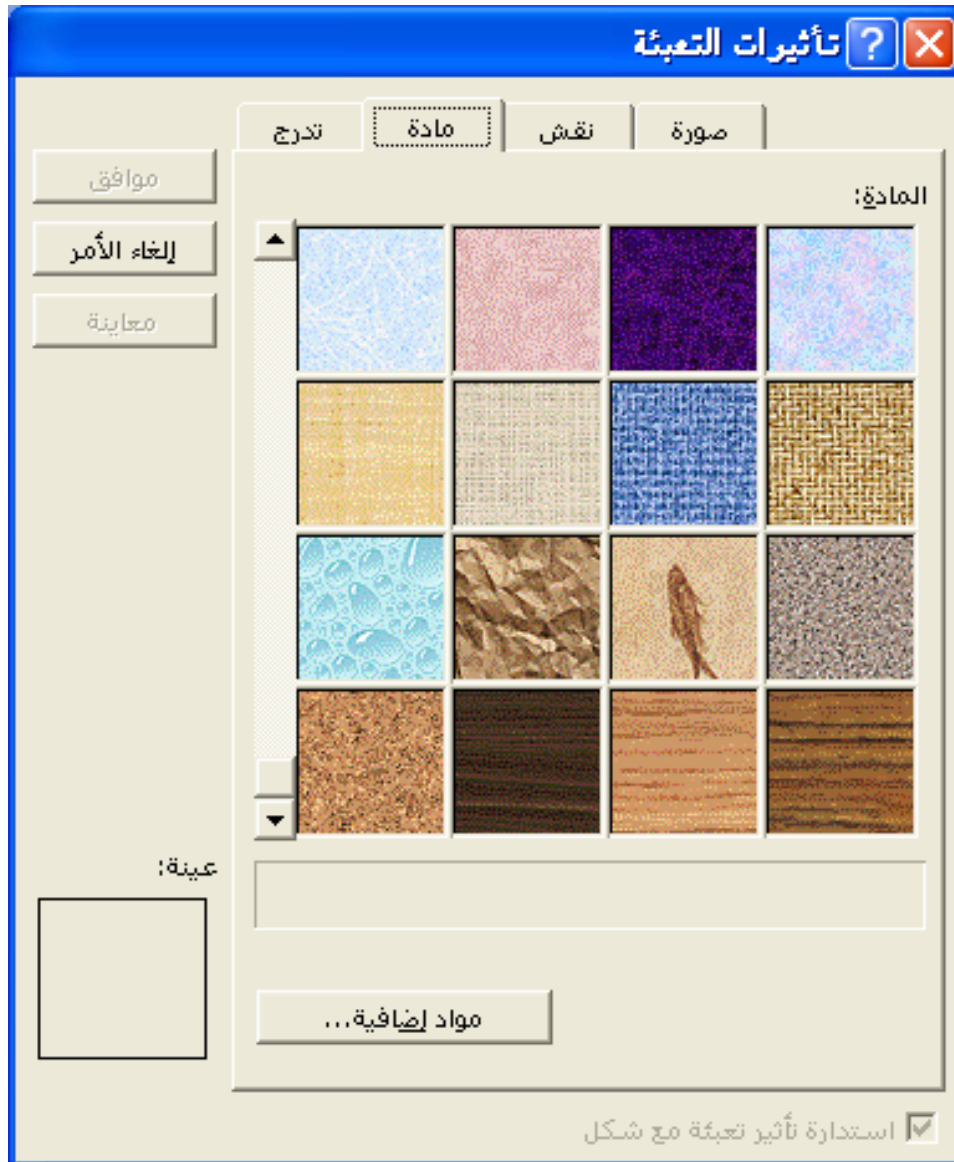 تأثيرات التعبئة
تدرج
مادة
نقش
صورة
المادة:
موافق
إلغاء الأمر
معاينة
عينة:
مواد إضافية...
استدارة تأثير تعبئة مع شكل